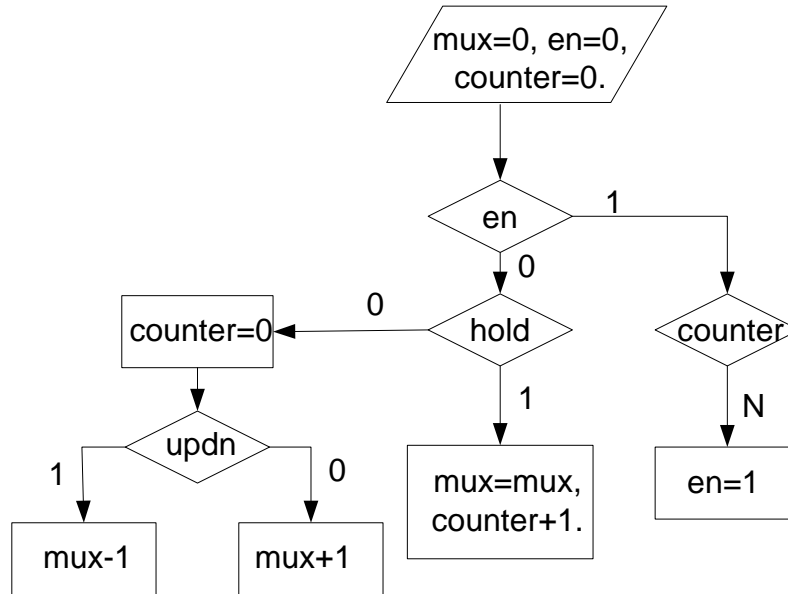 mux=0, en=0,
counter=0.
en
1
0
counter=0
0
hold
counter
1
N
updn
1
0
mux=mux,
counter+1.
en=1
mux-1
mux+1